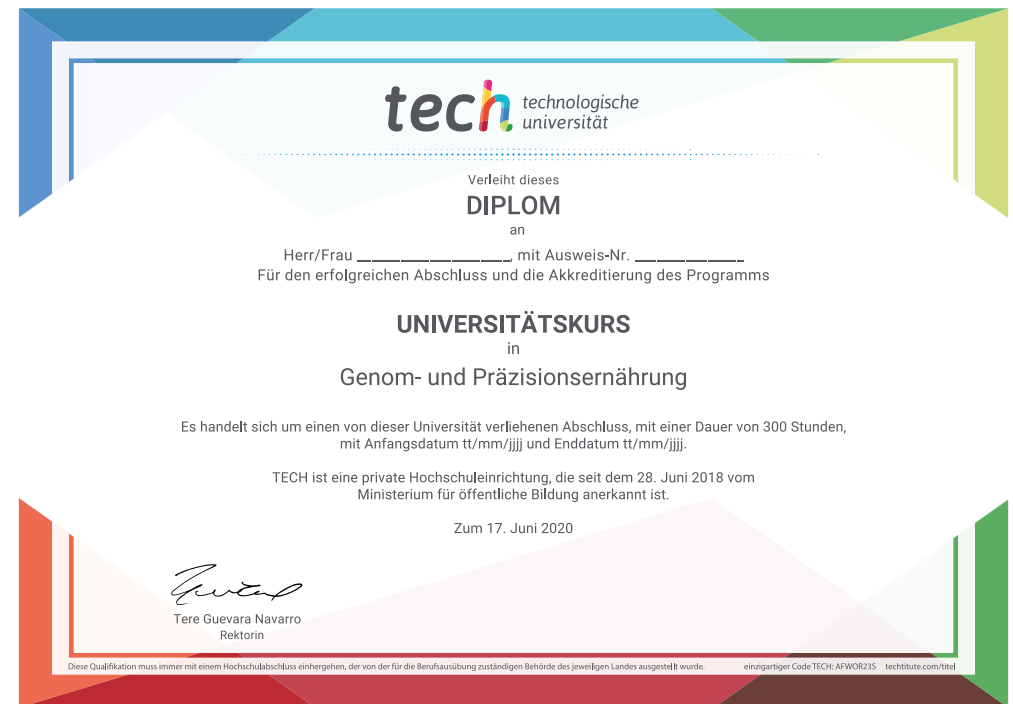 tech technologische
universität
Verleiht dieses
DIPLOM
an
Herr/Frau ____________________, mit Ausweis-Nr. ______________
Für den erfolgreichen Abschluss und die Akkreditierung des Programms
UNIVERSITÄTSKURS
in
Genom- und Präzisionsernährung
Es handelt sich um einen von dieser Universität verliehenen Abschluss, mit einer Dauer von 300 Stunden,
mit Anfangsdatum tt/mm/jjjj und Enddatum tt/mm/jjjj.
TECH ist eine private Hochschuleinrichtung, die seit dem 28. Juni 2018 vom
Ministerium für öffentliche Bildung anerkannt ist.
Zum 17. Juni 2020
Tere Guevara Navarro
Rektorin
Diese Qualifikation muss immer mit einem Hochschulabschluss einhergehen, der von der für die Berufsausübung zuständigen Behörde des jeweiligen Landes ausgestellt wurde. einzigartiger Code TECH: AFWOR23S techtitute.com/titel